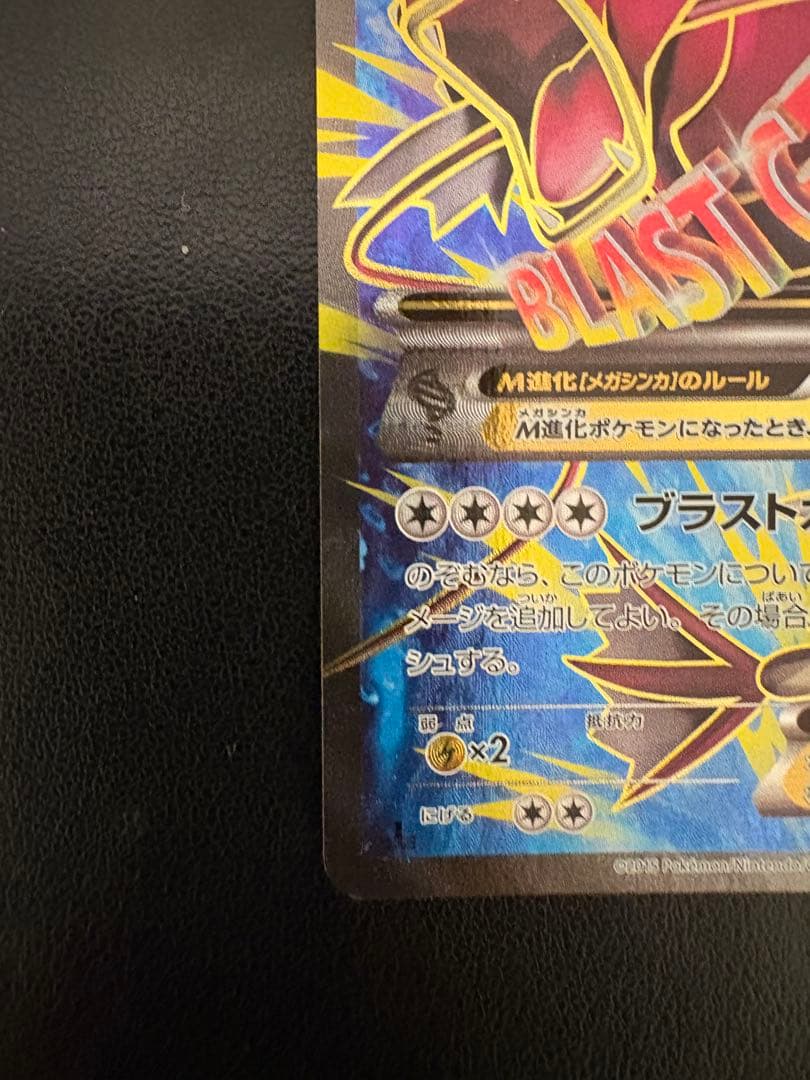 BLAST
M進化[メガシンカ]のルール
メガシンカ
M進化ポケモンになったとき、
ブラスト
のぞむなら、このポケモンについて
ついか ばあい
メージを追加してよい。その場合、
シュする。
弱 点 抵抗力
×2
にげる
©2015 Pokémon/Nintendo